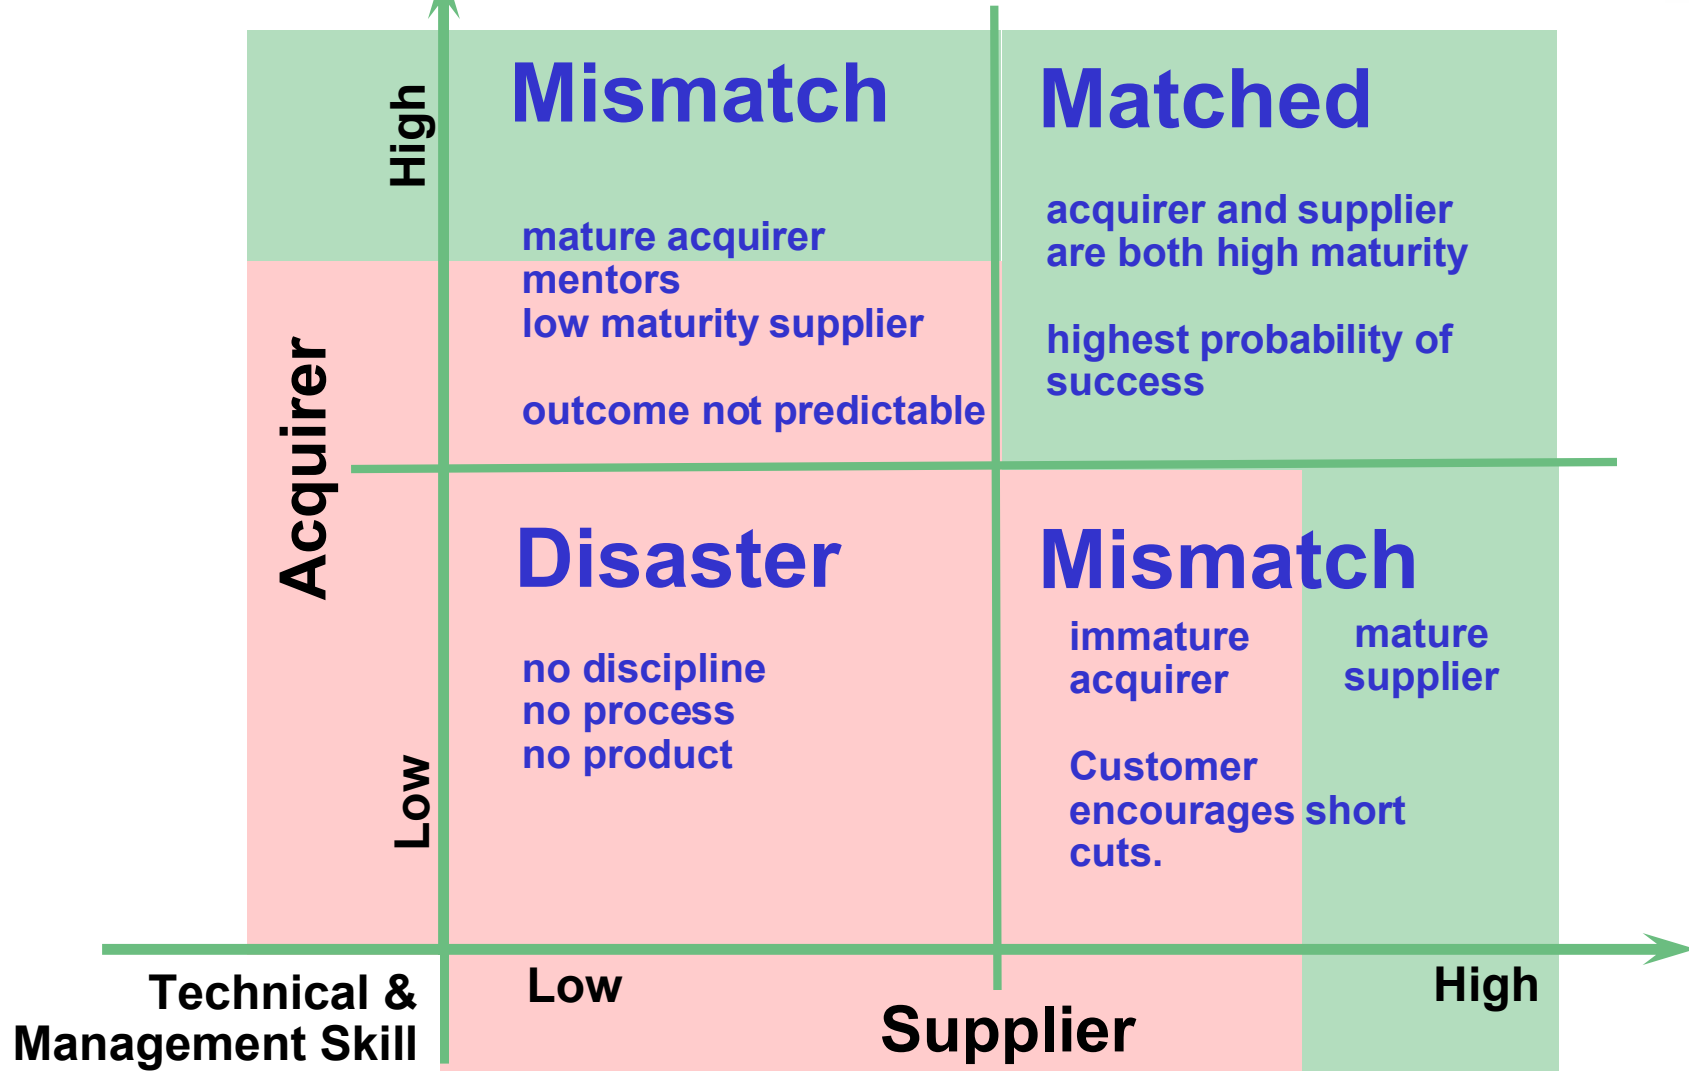 High
Mismatch
mature acquirer
mentors
low maturity supplier
outcome not predictable
Matched
acquirer and supplier
are both high maturity
highest probability of
success
Acquirer
Disaster
no discipline
no process
no product
Low
Mismatch
immature
acquirer
mature
supplier
Customer
encourages short
cuts.
Technical &
Management Skill
Low
Supplier
High